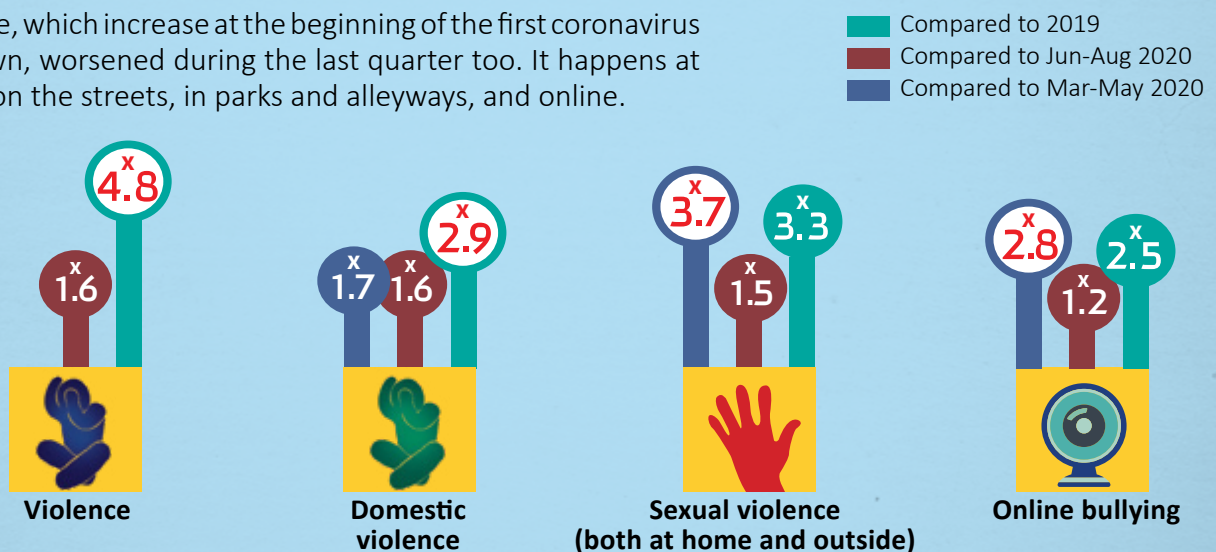 e, which increase at the beginning of the first coronavirus
vn, worsened during the last quarter too. It happens at
on the streets, in parks and alleyways, and online.
Compared to 2019
Compared to Jun-Aug 2020
Compared to Mar-May 2020
x
1.6
x
4.8
Violence
x
1.7
x
1.6
x
2.9
Domestic
violence
x
3.7
x
1.5
x
3.3
Sexual violence
(both at home and outside)
x
2.8
x
1.2
x
2.5
Online bullying